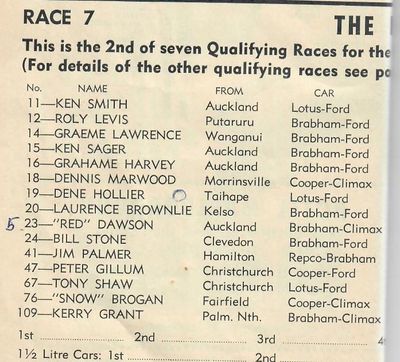 RACE 7 THE
This is the 2nd of seven Qualifying Races for the
(For details of the other qualifying races see
No. NAME FROM CAR
11—KEN SMITH Auckland Lotus-Ford
12—ROLY LEVIS Putaruru Brabham-Ford
14—GRAEME LAWRENCE Wanganui Brabham-Ford
15—KEN SAGER Auckland Brabham-Ford
16—GRAHAME HARVEY Auckland Brabham-Ford
18—DENNIS MARWOOD Morrinsville Cooper-Climax
19—DENE HOLLIER Taihape Lotus-Ford
20—LAURENCE BROWNLIE Kelso Brabham-Ford
5. 23—"RED" DAWSON Auckland Brabham-Climax
24—BILL STONE Clevedon Brabham-Ford
41—JIM PALMER Hamilton Repco-Brabham
47—PETER GILLUM Christchurch Cooper-Ford
67—TONY SHAW Christchurch Lotus-Ford
76—"SNOW" BROGAN Fairfield Cooper-Climax
109—KERRY GRANT Palm. Nth. Brabham-Climax
1st 2nd 3rd
1½ Litre Cars: 1st 2nd